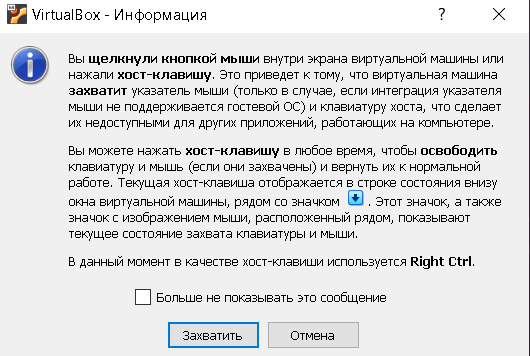 VirtualBox - Информация
Вы щелкнули кнопкой мыши внутри экрана виртуальной машины или
нажали хост-клавишу. Это приведет к тому, что виртуальная машина
захватит указатель мыши (только в случае, если интеграция указателя
мыши не поддерживается гостевой ОС) и клавиатуру хоста, что сделает
их недоступными для других приложений, работающих на компьютере.
Вы можете нажать хост-клавишу в любое время, чтобы освободить
клавиатуру и мышь (если они захвачены) и вернуть их к нормальной
работе. Текущая хост-клавиша отображается в строке состояния внизу
окна виртуальной машины, рядом со значком . Этот значок, а также
значок с изображением мыши, расположенный рядом, показывают
текущее состояние захвата клавиатуры и мыши.
В данный момент в качестве хост-клавиши используется Right Ctrl.
Больше не показывать это сообщение
Захватить Отмена